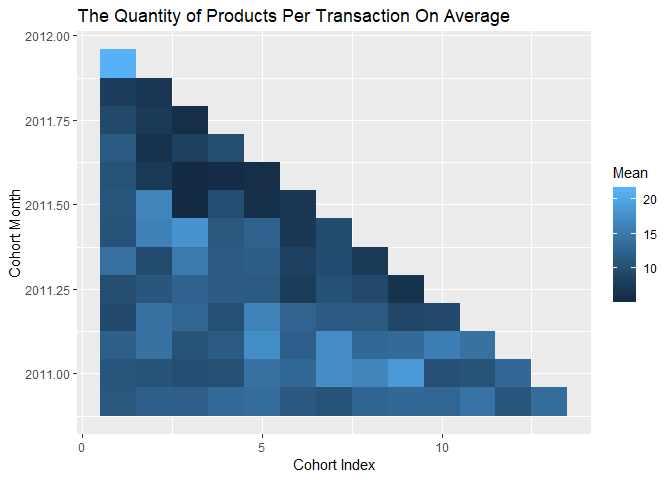 The Quantity of Products Per Transaction On Average
2012.00
2011.75
2011.50
2011.25
2011.00
Cohort Month
0
5
10
Cohort Index
Mean
20
15
10